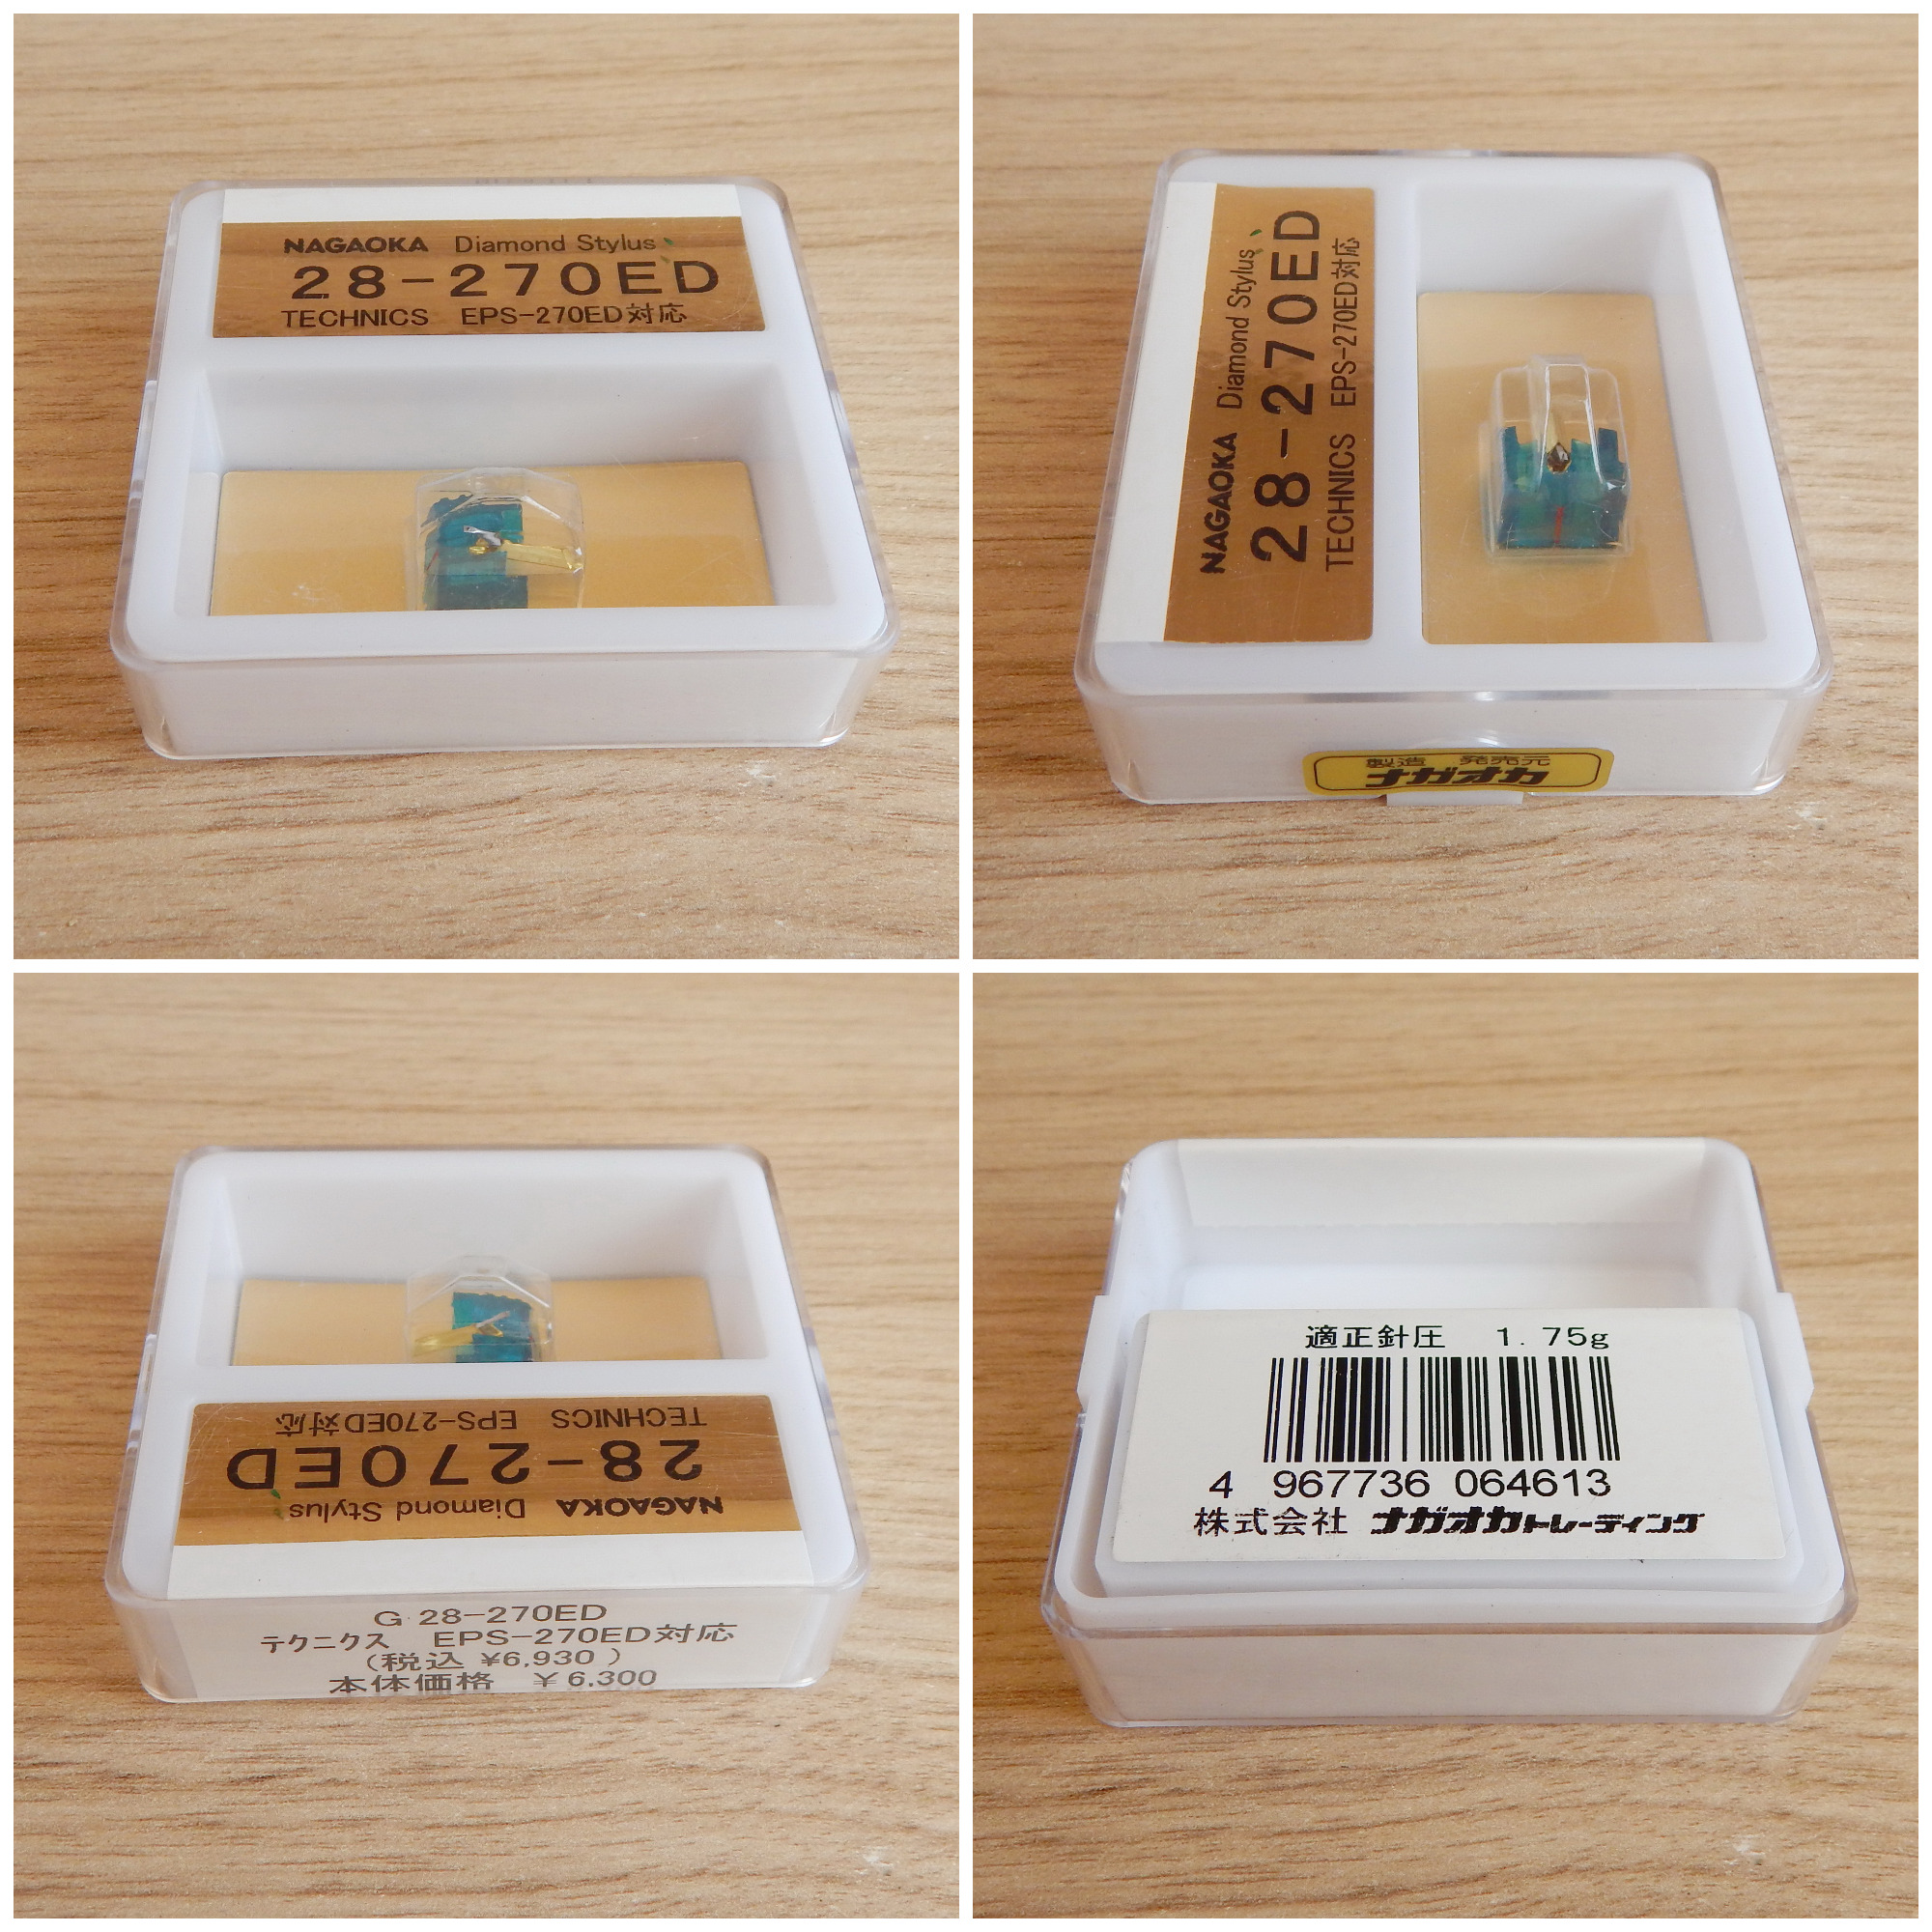 NAGAOKA Diamond Stylus
28-270ED
TECHNICS EPS-270ED対応
NAGAOKA Diamond Stylus
28-270ED
TECHNICS EPS-270ED対応
製造 発売元
ナガオカ
NAGAOKA Diamond Stylus
28-270ED
TECHNICS EPS-270ED対応
G 28-270ED
テクニクス EPS-270ED対応
(税込 ¥6,930 )
本体価格 ¥ 6,300
適正針圧 1.75g
4 967736 064613
株式会社 ナガオカトレーディング